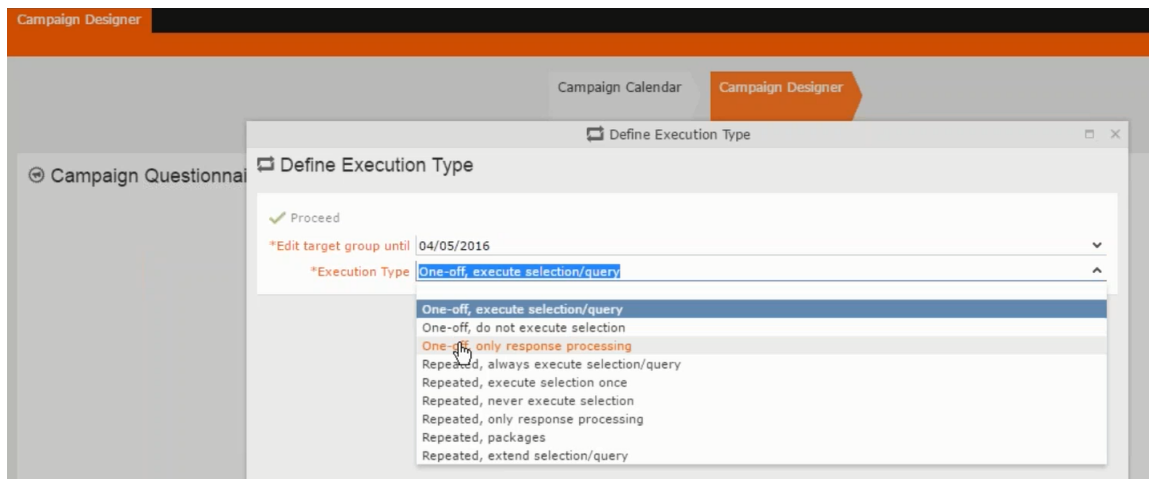 Campaign Designer
Campaign Calendar
Campaign Designer
Define Execution Type
Define Execution Type
Campaign Questionnai
Proceed
*Edit target group until 04/05/2016
*Execution Type One-off, execute selection/query
One-off, execute selection/query
One-off, do not execute selection
One-off, only response processing
Repeated, always execute selection/query
Repeated, execute selection once
Repeated, never execute selection
Repeated, only response processing
Repeated, packages
Repeated, extend selection/query